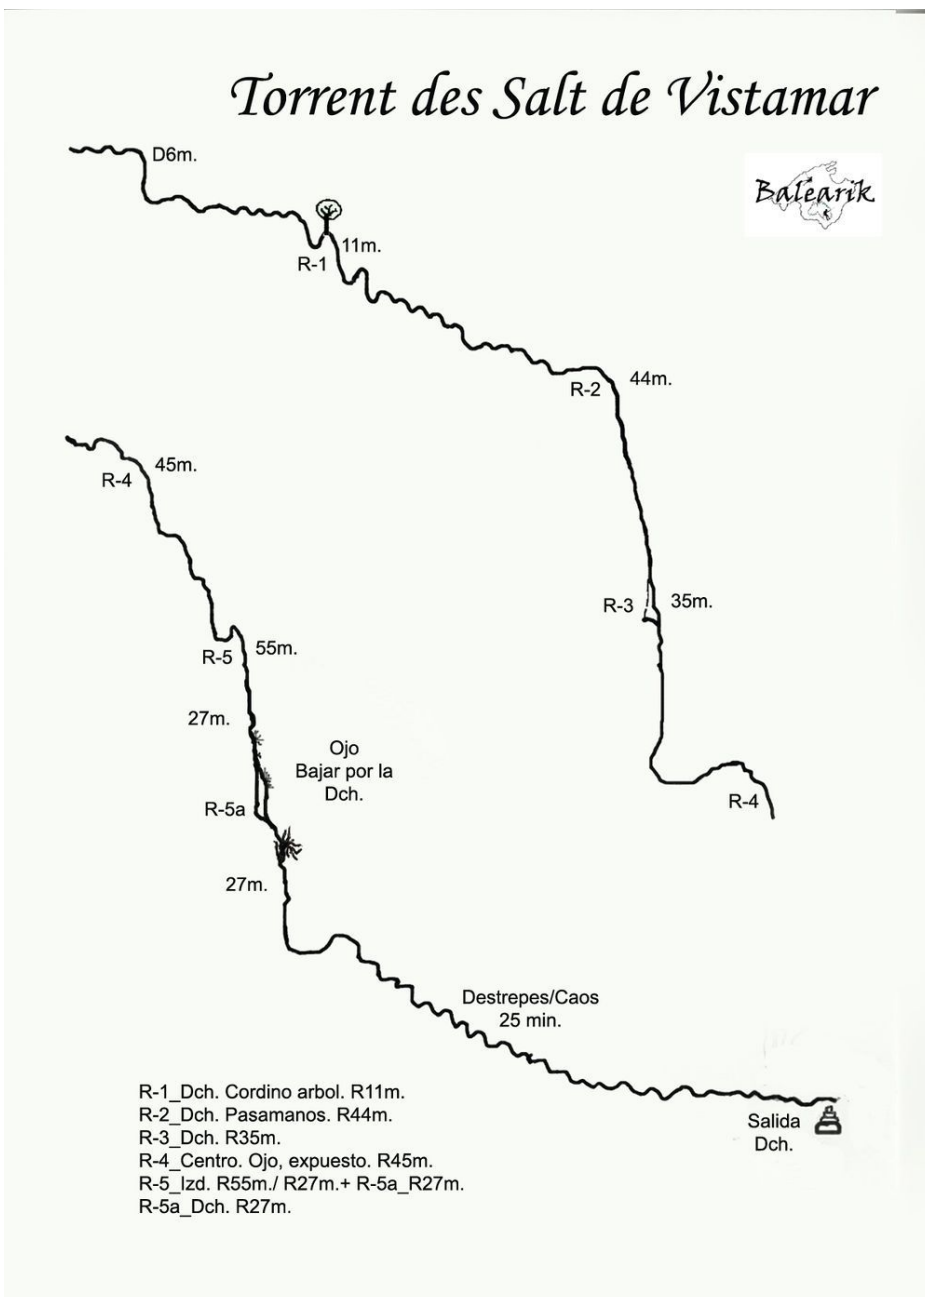 Torrent des Salt de Vistamar
Balearik
D6m.
11m.
R-1
R-2
44m.
R-3
35m.
R-4
45m.
R-4
R-5
55m.
27m.
Ojo
Bajar por la
Dch.
R-5a
27m.
Destrepes/Caos
25 min.
Salida
Dch.
R-1_Dch. Cordino arbol. R11m.
R-2_Dch. Pasamanos. R44m.
R-3_Dch. R35m.
R-4_Centro. Ojo, expuesto. R45m.
R-5_Izd. R55m./ R27m.+ R-5a_R27m.
R-5a_Dch. R27m.